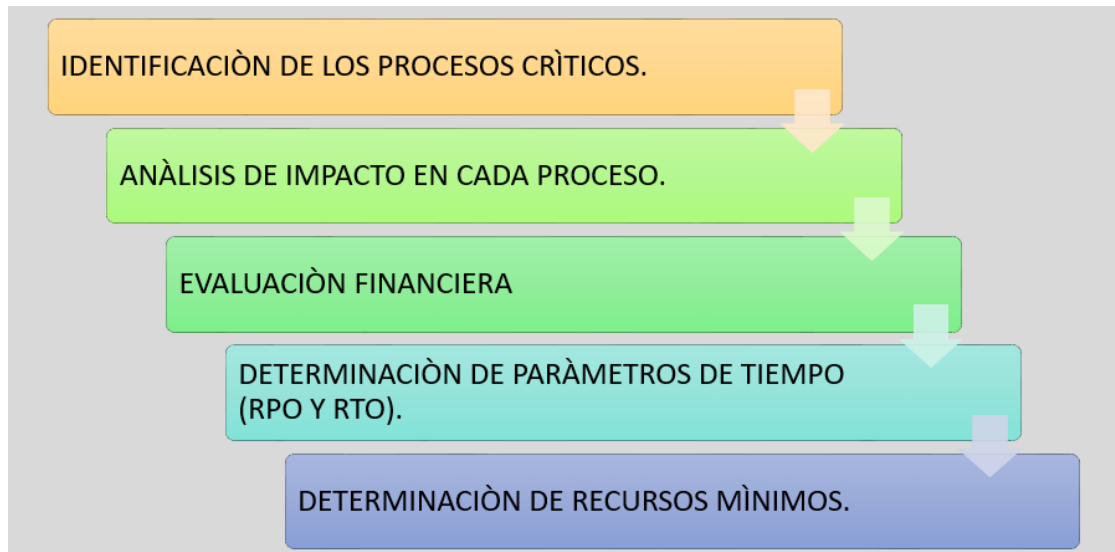 IDENTIFICACIÒN DE LOS PROCESOS CRÌTICOS.
ANÀLISIS DE IMPACTO EN CADA PROCESO.
EVALUACIÒN FINANCIERA
DETERMINACIÒN DE PARÀMETROS DE TIEMPO
(RPO Y RTO).
DETERMINACIÒN DE RECURSOS MÌNIMOS.